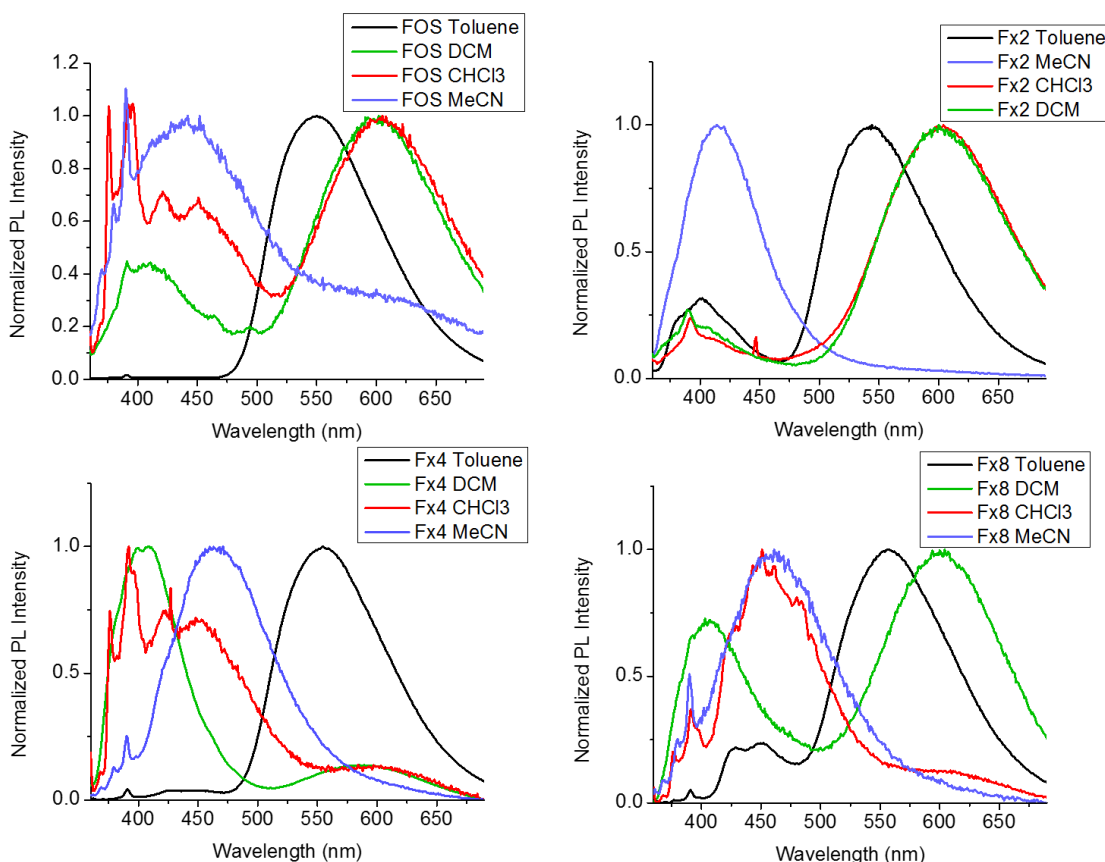 FOS Toluene
FOS DCM
FOS CHCl3
FOS MeCN
1.2
1.0
0.8
0.6
0.4
0.2
0.0
Normalized PL Intensity
400 450 500 550 600 650
Wavelength (nm)
Fx2 Toluene
Fx2 MeCN
Fx2 CHCl3
Fx2 DCM
1.0
0.5
0.0
Normalized PL Intensity
400 450 500 550 600 650
Wavelength (nm)
Fx4 Toluene
Fx4 DCM
Fx4 CHCl3
Fx4 MeCN
1.0
0.5
0.0
Normalized PL Intensity
400 450 500 550 600 650
Wavelength (nm)
Fx8 Toluene
Fx8 DCM
Fx8 CHCl3
Fx8 MeCN
1.0
0.5
0.0
Normalized PL Intensity
400 450 500 550 600 650
Wavelength (nm)